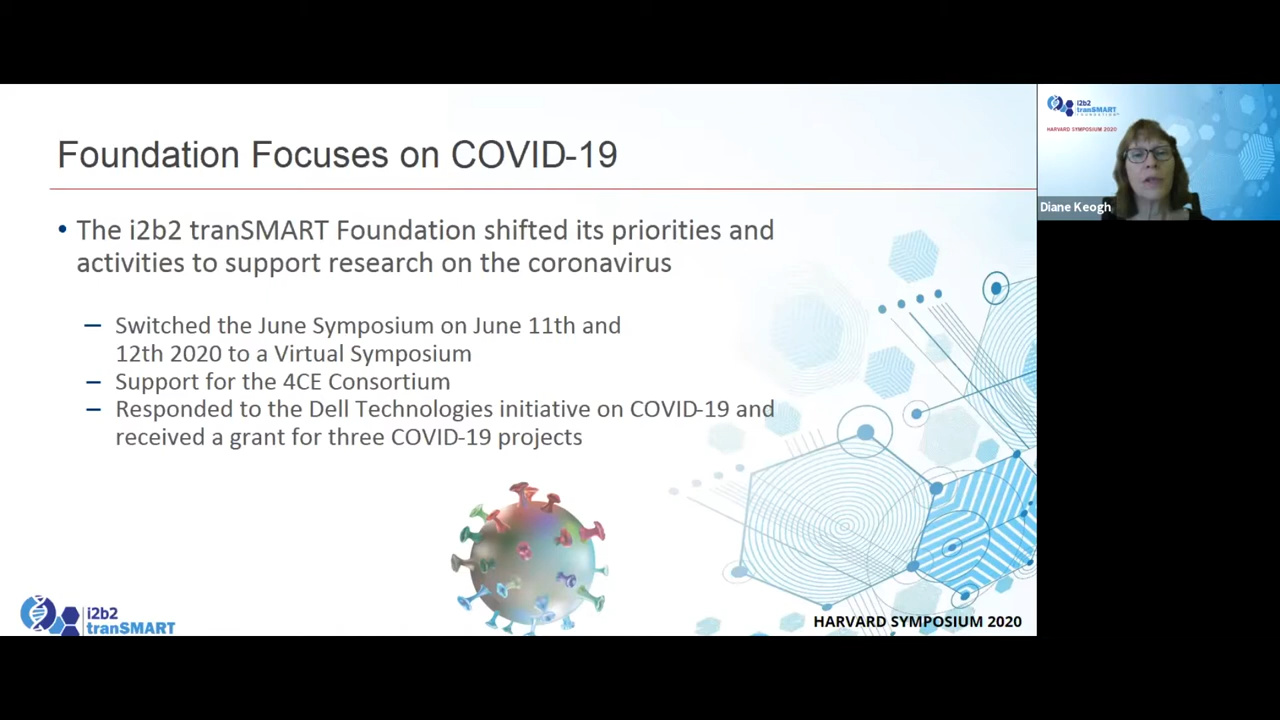 Foundation Focuses on COVID-19
• The i2b2 tranSMART Foundation shifted its priorities and
activities to support research on the coronavirus
– Switched the June Symposium on June 11th and
12th 2020 to a Virtual Symposium
– Support for the 4CE Consortium
– Responded to the Dell Technologies initiative on COVID-19 and
received a grant for three COVID-19 projects
i2b2
tranSMART
HARVARD SYMPOSIUM 2020
i2b2
tranSMART
FOUNDATION
HARVARD SYMPOSIUM 2020
Diane Keogh